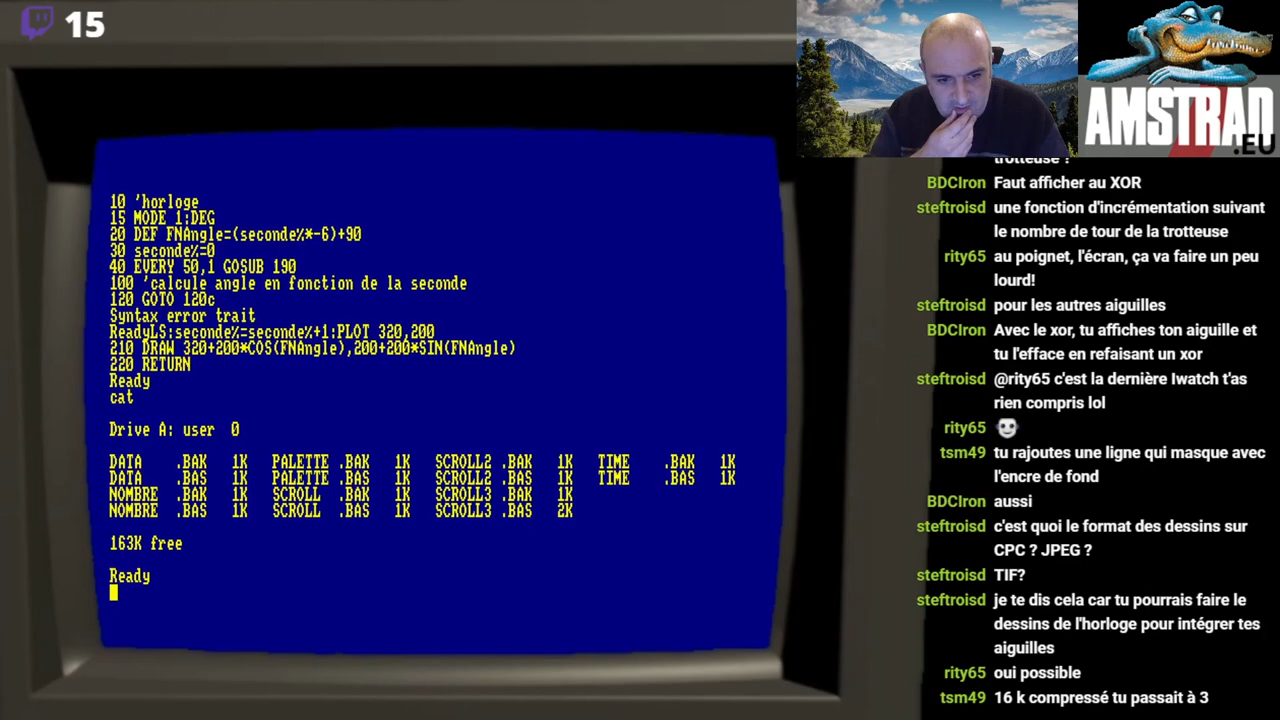 15
AMSTRAD
.EU
10 'horloge
15 MODE 1:DEG
20 DEF FNAngle=(seconde%*-6)+90
30 seconde%=0
40 EVERY 50,1 GOSUB 190
100 'calcule angle en fonction de la seconde
120 GOTO 120c
Syntax error trait
ReadyLS:seconde%=seconde%+1:PLOT 320,200
210 DRAW 320+200*COS(FNAngle),200+200*SIN(FNAngle)
220 RETURN
Ready
cat
Drive A: user  0
DATA    .BAK   1K   PALETTE .BAK   1K   SCROLL2 .BAK   1K   TIME    .BAK   1K
DATA    .BAS   1K   PALETTE .BAS   1K   SCROLL2 .BAS   1K   TIME    .BAS   1K
NOMBRE  .BAK   1K   SCROLL  .BAK   1K   SCROLL3 .BAK   1K
NOMBRE  .BAS   1K   SCROLL  .BAS   1K   SCROLL3 .BAS   2K
163K free
Ready
trotteuse ?
BDCIron Faut afficher au XOR
steftroisd une fonction d'incrémentation suivant
le nombre de tour de la trotteuse
rity65 au poignet, l'écran, ça va faire un peu
lourd!
steftroisd pour les autres aiguilles
BDCIron Avec le xor, tu affiches ton aiguille et
tu l'efface en refaisant un xor
steftroisd @rity65 c'est la dernière Iwatch t'as
rien compris lol
rity65
tsm49 tu rajoutes une ligne qui masque avec
l'encre de fond
BDCIron aussi
steftroisd c'est quoi le format des dessins sur
CPC ? JPEG ?
steftroisd TIF?
steftroisd je te dis cela car tu pourrais faire le
dessins de l'horloge pour intégrer tes
aiguilles
rity65 oui possible
tsm49 16 k compressé tu passait à 3